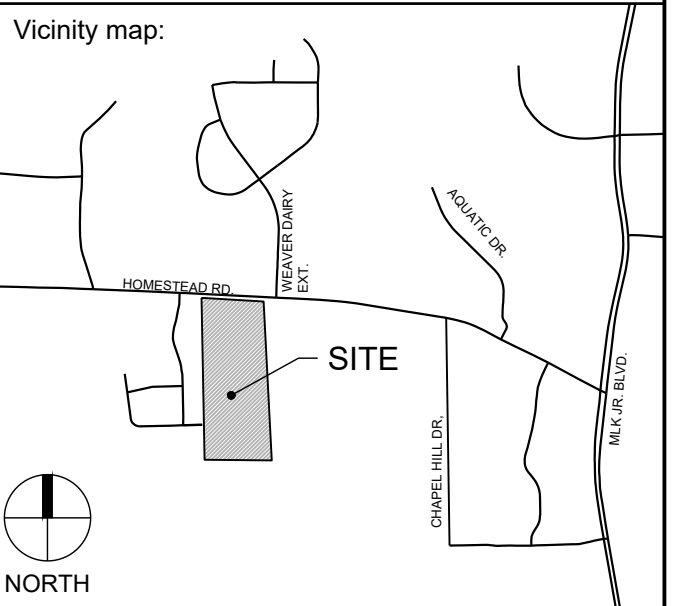 Vicinity map:
WEAVER DAIRY
EXT.
AQUATIC DR.
HOMESTEAD RD.
SITE
MLK JR. BLVD.
CHAPEL HILL DR,
NORTH